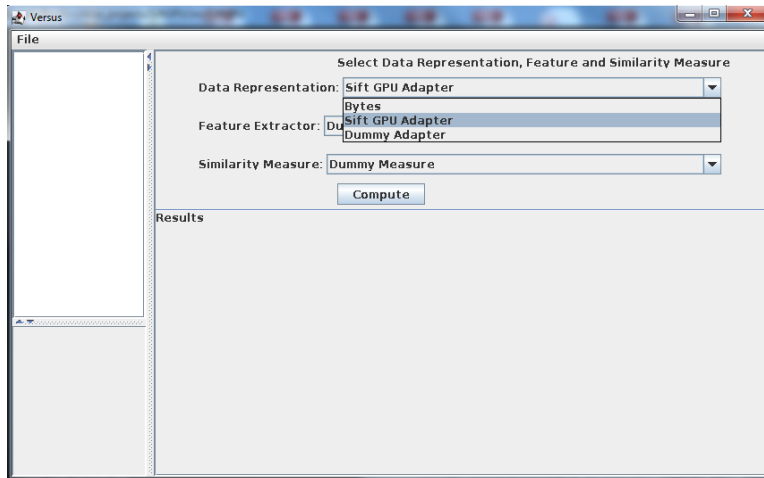 Versus
File
Select Data Representation, Feature and Similarity Measure
Data Representation: Sift GPU Adapter
Bytes
Sift GPU Adapter
Dummy Adapter
Feature Extractor: Du
Similarity Measure: Dummy Measure
Compute
Results